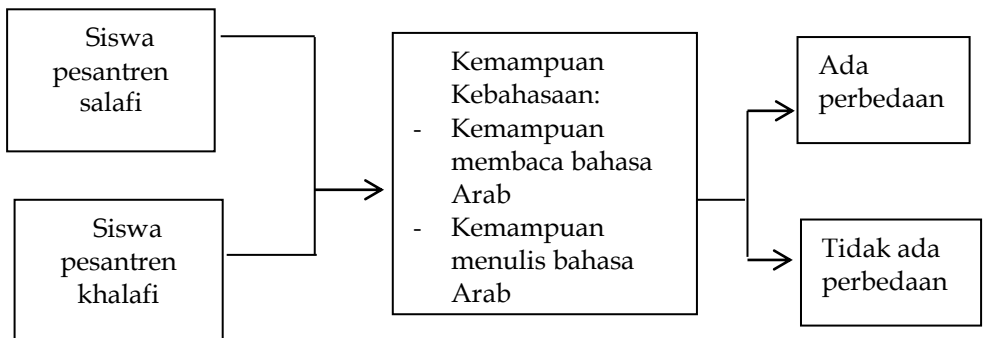 Siswa
pesantren
salafi
Siswa
pesantren
khalafi
Kemampuan
Kebahasaan:
- Kemampuan
membaca bahasa
Arab
- Kemampuan
menulis bahasa
Arab
Ada
perbedaan
Tidak ada
perbedaan